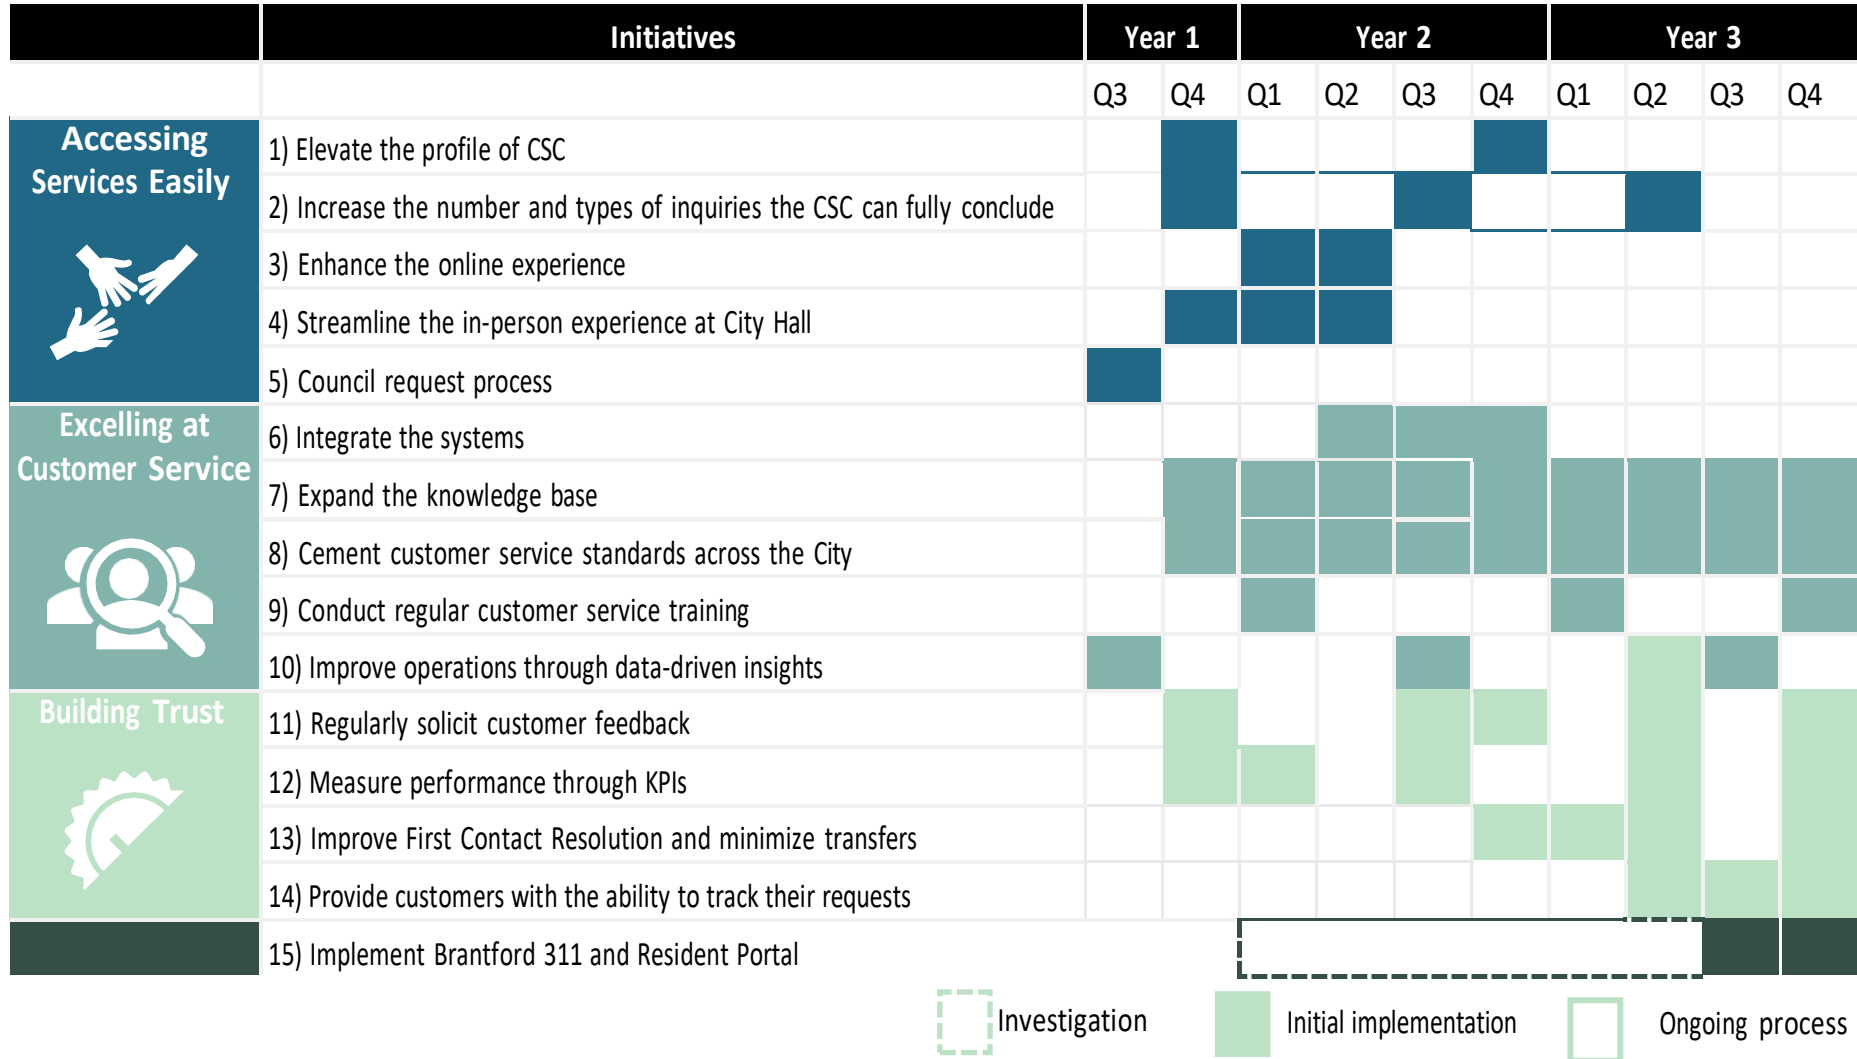 Initiatives Year 1 Year 2 Year 3
Q3 Q4 Q1 Q2 Q3 Q4 Q1 Q2 Q3 Q4
Accessing
Services Easily
1) Elevate the profile of CSC
2) Increase the number and types of inquiries the CSC can fully conclude
3) Enhance the online experience
4) Streamline the in-person experience at City Hall
5) Council request process
Excelling at
Customer Service
6) Integrate the systems
7) Expand the knowledge base
8) Cement customer service standards across the City
9) Conduct regular customer service training
10) Improve operations through data-driven insights
Building Trust
11) Regularly solicit customer feedback
12) Measure performance through KPIs
13) Improve First Contact Resolution and minimize transfers
14) Provide customers with the ability to track their requests
15) Implement Brantford 311 and Resident Portal
Investigation Initial implementation Ongoing process